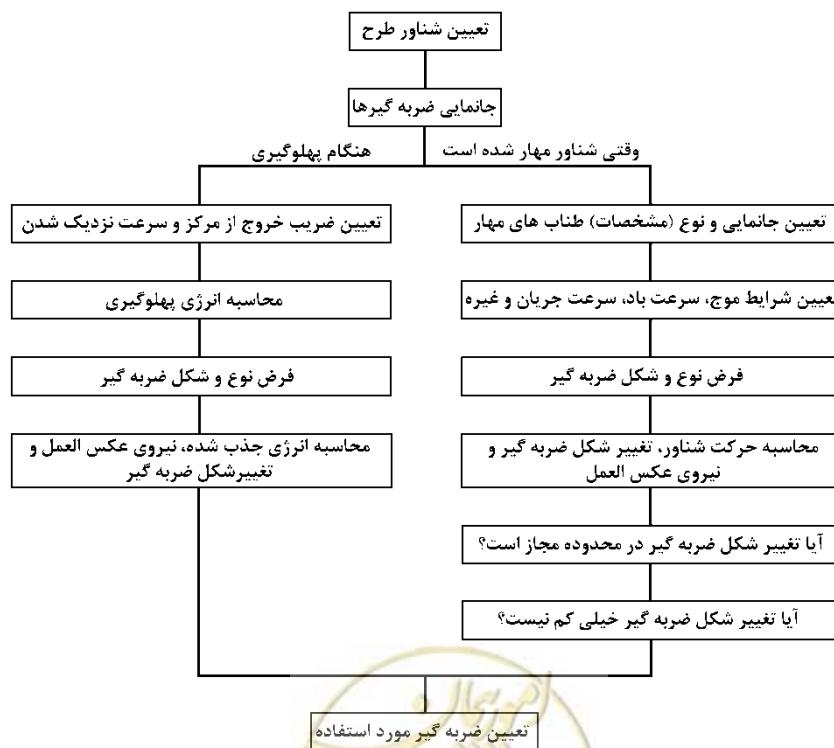 تعیین شناور طرح
جانمایی ضربه گیرها
وقتی شناور مهار شده است
هنگام پهلوگیری
تعیین جانمایی و نوع (مشخصات) طناب های مهار
تعیین ضریب خروج از مرکز و سرعت نزدیک شدن
تعیین شرایط موج، سرعت باد، سرعت جریان و غیره
محاسبه انرژی پهلوگیری
فرض نوع و شکل ضربه گیر
فرض نوع و شکل ضربه گیر
محاسبه حرکت شناور، تغییر شکل ضربه گیر و
نیروی عکس العمل
محاسبه انرژی جذب شده، نیروی عکس العمل و
تغییرشکل ضربه گیر
آیا تغییر شکل ضربه گیر در محدوده مجاز است؟
آیا تغییر شکل ضربه گیر خیلی کم نیست؟
تعیین ضربه گیر مورد استفاده